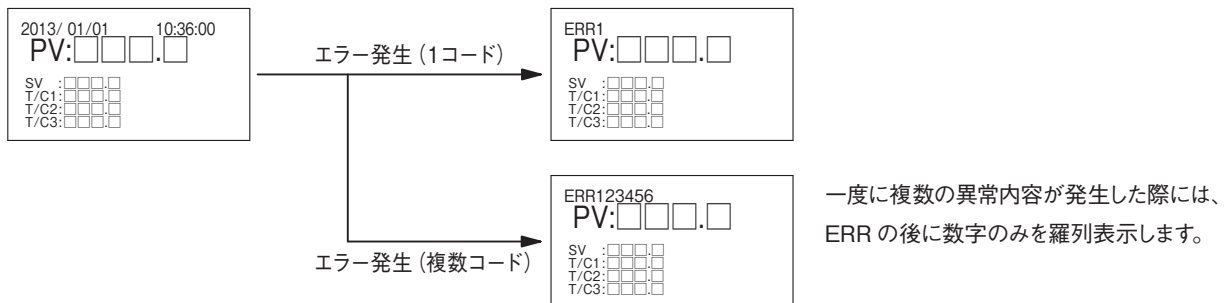 2013/ 01/01 10:36:00
PV:□□□.□
SV :□□□.□
T/C1:□□□.□
T/C2:□□□.□
T/C3:□□□.□
エラー発生（1コード）
ERR1
PV:□□□.□
SV :□□□.□
T/C1:□□□.□
T/C2:□□□.□
T/C3:□□□.□
エラー発生（複数コード）
ERR123456
PV:□□□.□
SV :□□□.□
T/C1:□□□.□
T/C2:□□□.□
T/C3:□□□.□
一度に複数の異常内容が発生した際には、
ERR の後に数字のみを羅列表示します。